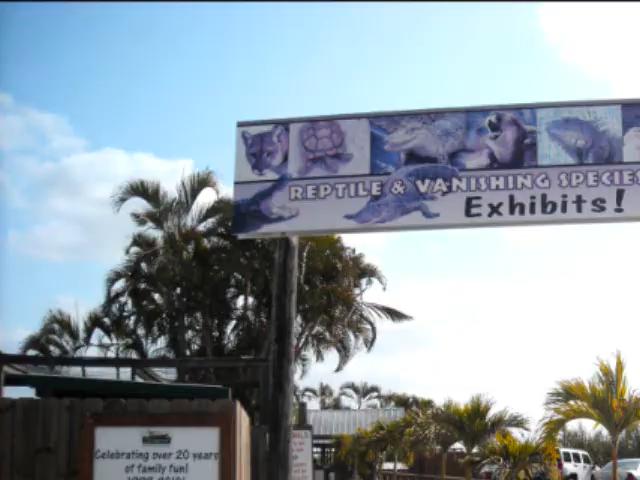 REPTILE & VANISHING SPECIES
Exhibits!
Celebrating over 20 years
of family fun!